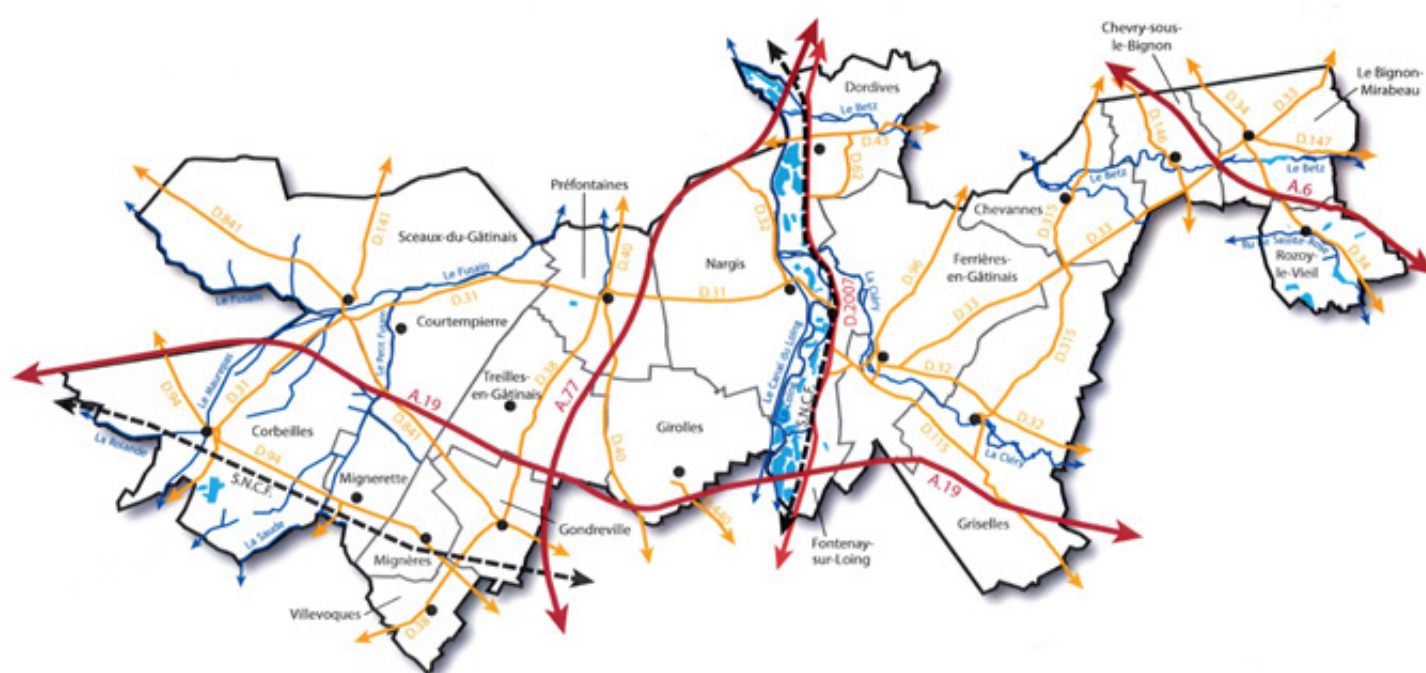 Chevry-sous-
le-Bignon
Le Bignon-
Mirabeau
Dordives
Le Betz
D.43
D.62
D.34
D.33
D.146
D.147
Le Betz
Le Betz
A.6
Préfontaines
D.841
D.141
Sceaux-du-Gâtinais
D.40
D.32
Chevannes
D.315
D.33
Rozoy-
le-Vieil
D.34
Le Fusain
Le Fusain
D.31
Nargis
D.31
La Cléry
D.96
Ferrières-
en-Gâtinais
D.2007
Courtempierre
Le Petit Fusain
Le Canal du Loing
D.33
D.315
Le Maurepas
D.31
D.94
A.19
Treilles-
en-Gâtinais
D.38
A.77
S.N.C.F.
D.32
D.32
Corbeilles
La Rolande
D.841
D.94
S.N.C.F.
Girolles
D.40
D.115
La Cléry
Mignerette
A.19
Gondreville
La Saude
Mignères
Fontenay-
sur-Loing
Griselles
Villevoques
D.38